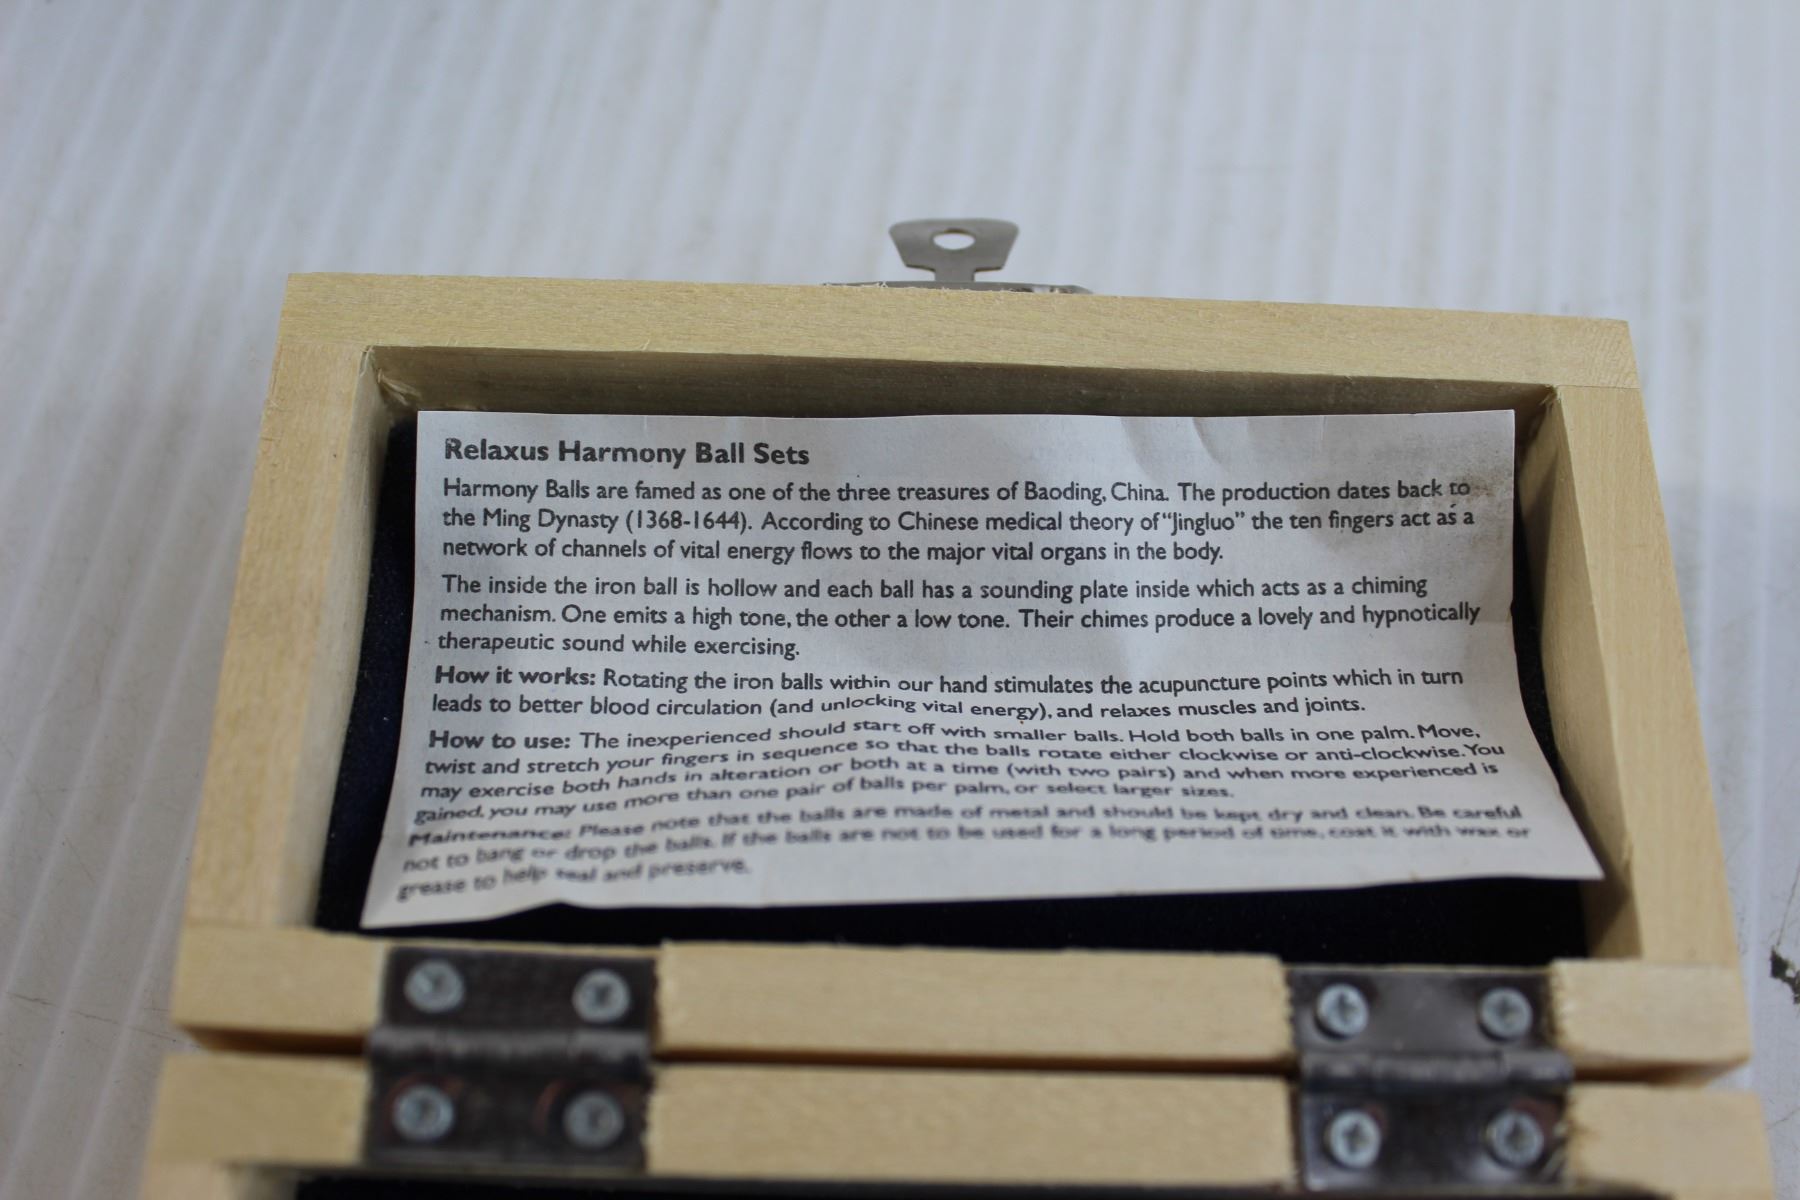 Relaxus Harmony Ball Sets
Harmony Balls are famed as one of the three treasures of Baoding, China. The production dates back to
the Ming Dynasty (1368-1644). According to Chinese medical theory of "Jingluo" the ten fingers act as a
network of channels of vital energy flows to the major vital organs in the body.
The inside the iron ball is hollow and each ball has a sounding plate inside which acts as a chiming
mechanism. One emits a high tone, the other a low tone. Their chimes produce a lovely and hypnotically
therapeutic sound while exercising.
How it works: Rotating the iron balls within our hand stimulates the acupuncture points which in turn
leads to better blood circulation (and unlocking vital energy), and relaxes muscles and joints.
How to use: The inexperienced should start off with smaller balls. Hold both balls in one palm. Move,
twist and stretch your fingers in sequence so that the balls rotate either clockwise or anti-clockwise. You
may exercise both hands in alteration or both at a time (with two pairs) and when more experienced is
gained, you may use more than one pair of balls per palm, or select larger sizes.
Maintenance: Please note that the balls are made of metal and should be kept dry and clean. Be careful
not to bang or drop the balls. If the balls are not to be used for a long period of time, coat it with wax or
grease to help seal and preserve.